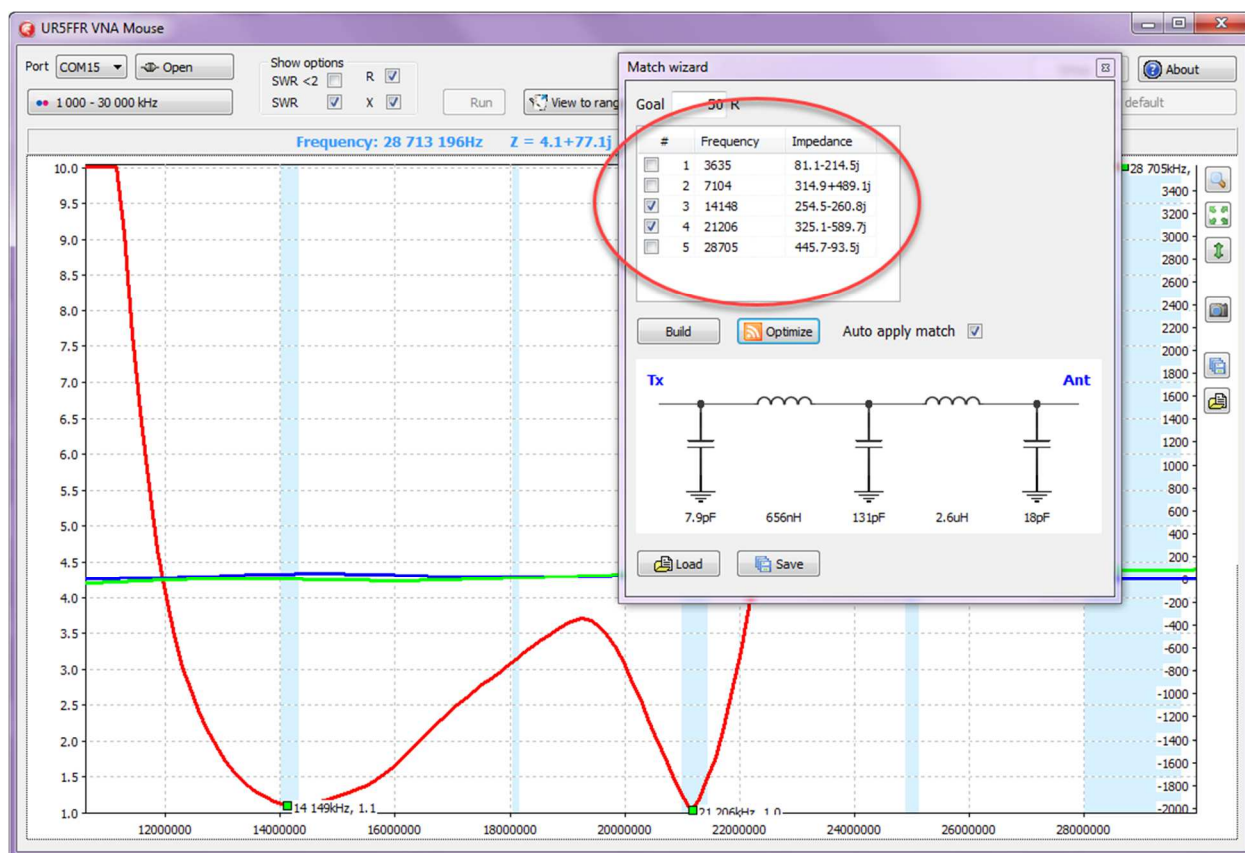 UR5FFR VNA Mouse
Port COM15 Open
Show options
SWR <2 R
SWR X
1 000 - 30 000 kHz
Run
View to rang
About
default
Frequency: 28 713 196Hz Z = 4.1+77.1j
Match wizard
Goal 50 R
# Frequency Impedance
1 3635 81.1-214.5j
2 7104 314.9+489.1j
3 14148 254.5-260.8j
4 21206 325.1-589.7j
5 28705 445.7-93.5j
Build
Optimize
Auto apply match
Tx
Ant
7.9pF 656nH 131pF 2.6uH 18pF
Load
Save
28 705kHz,
10.0
9.5
9.0
8.5
8.0
7.5
7.0
6.5
6.0
5.5
5.0
4.5
4.0
3.5
3.0
2.5
2.0
1.5
1.0
3400
3200
3000
2800
2600
2400
2200
2000
1800
1600
1400
1200
1000
800
600
400
200
0
-200
-400
-600
-800
-1000
-1200
-1400
-1600
-1800
-2000
14 149kHz, 1.1
21 206kHz, 1.0
12000000 14000000 16000000 18000000 20000000 22000000 24000000 26000000 28000000